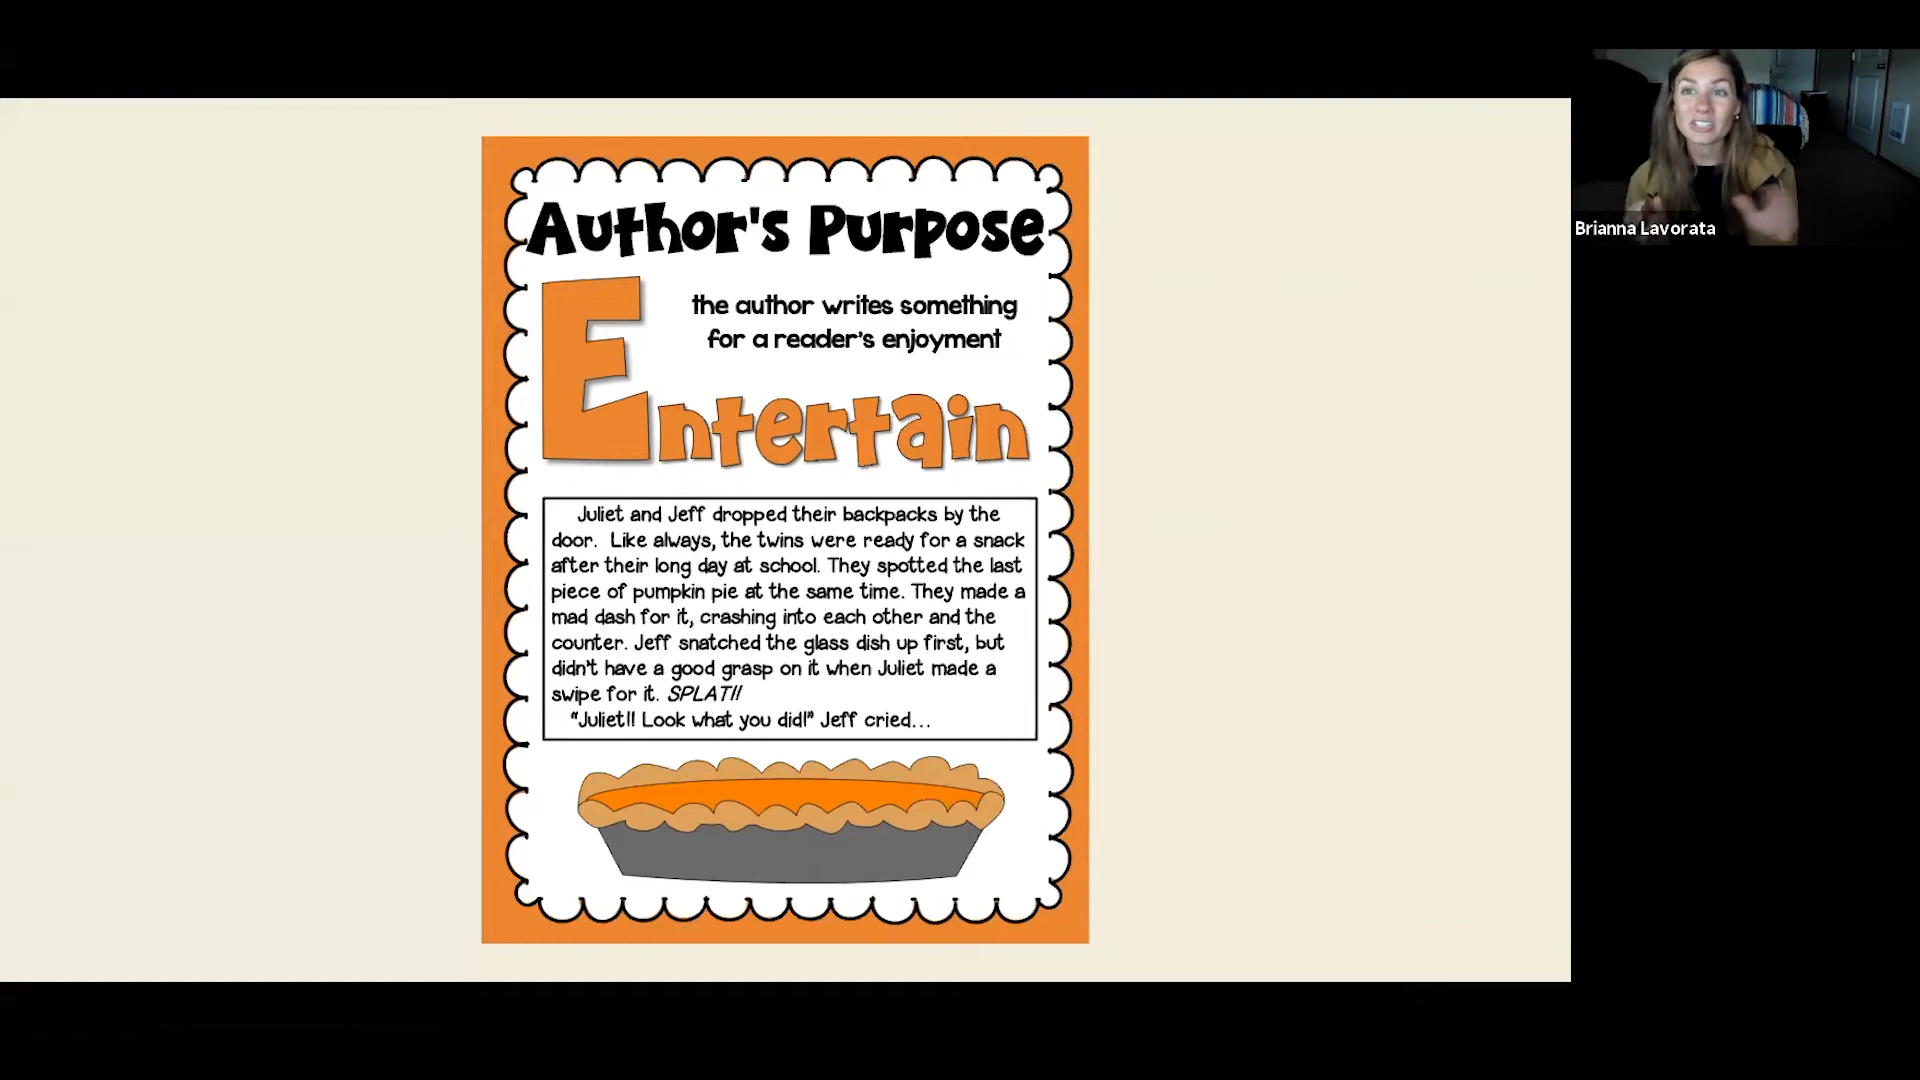 Author's Purpose
the author writes something
for a reader's enjoyment
Entertain
Juliet and Jeff dropped their backpacks by the
door. Like always, the twins were ready for a snack
after their long day at school. They spotted the last
piece of pumpkin pie at the same time. They made a
mad dash for it, crashing into each other and the
counter. Jeff snatched the glass dish up first, but
didn't have a good grasp on it when Juliet made a
swipe for it. SPLAT!!
"Juliet!! Look what you did!" Jeff cried...
Brianna Lavorata